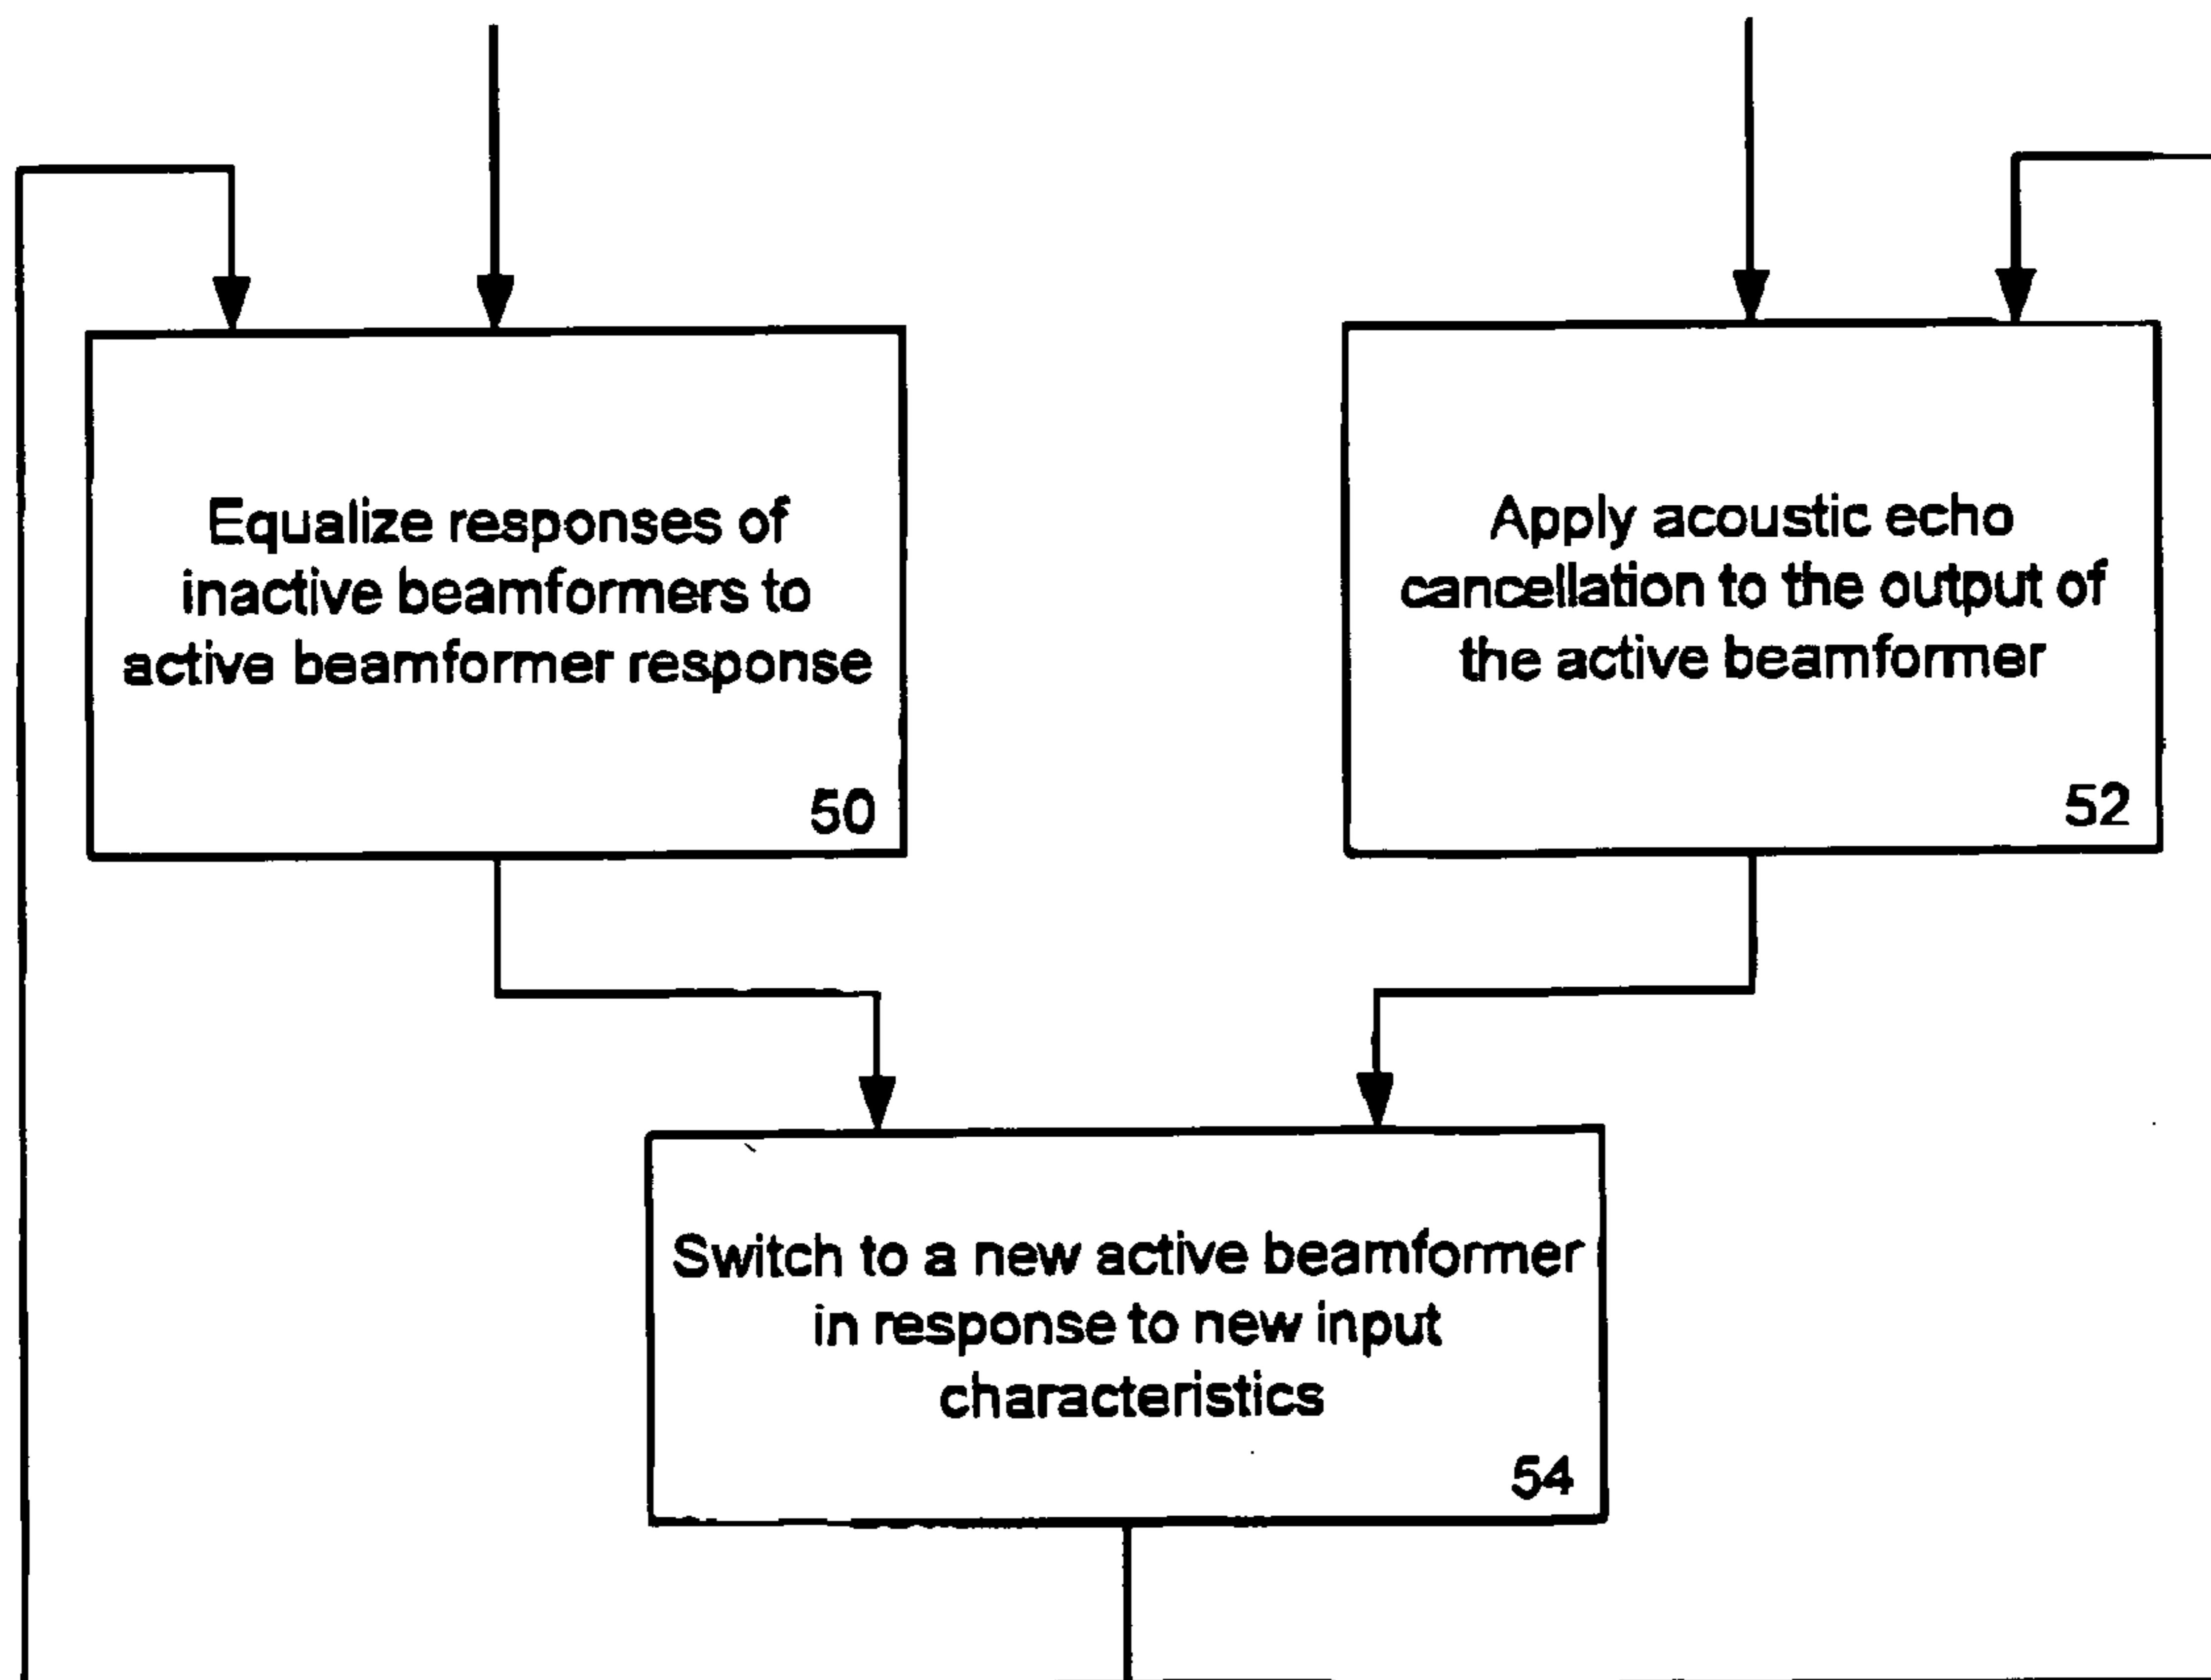 Equalize responses of
inactive beamformers to
active beamformer response
50
Apply acoustic echo
cancellation to the output of
the active beamformer
52
Switch to a new active beamformer
in response to new input
characteristics
54